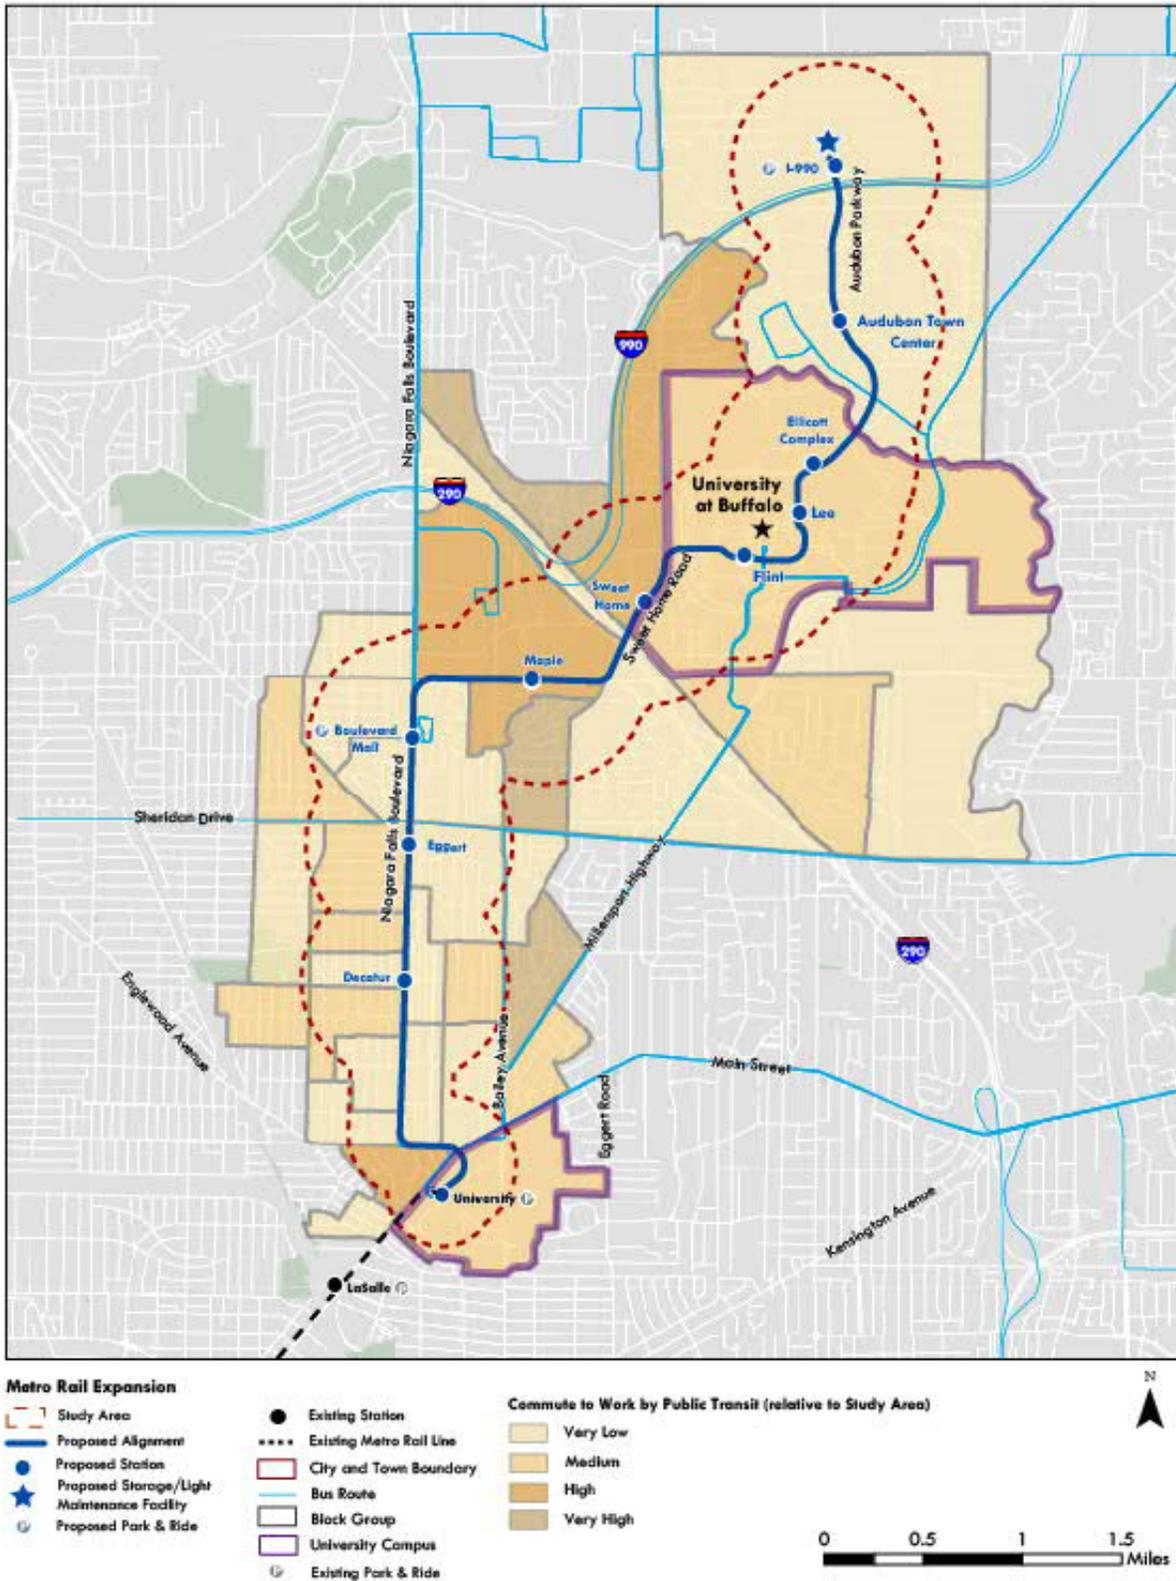 I-990
Audubon Parkway
Audubon Town
Center
990
Niagara Falls Boulevard
Ellicott
Complex
290
University
at Buffalo
Lee
Flint
Sweet
Home
Sweet Home Road
Maple
Boulevard
Mall
Niagara Falls Boulevard
Sheridan Drive
Eggert
Millersport Highway
290
Decatur
Englewood Avenue
Bailey Avenue
Main Street
Eggert Road
University
Kensington Avenue
LaSalle
Metro Rail Expansion
Study Area
Proposed Alignment
Proposed Station
Proposed Storage/Light
Maintenance Facility
Proposed Park & Ride
Existing Station
Existing Metro Rail Line
City and Town Boundary
Bus Route
Block Group
University Campus
Existing Park & Ride
Commute to Work by Public Transit (relative to Study Area)
Very Low
Medium
High
Very High
N
0 0.5 1 1.5
Miles